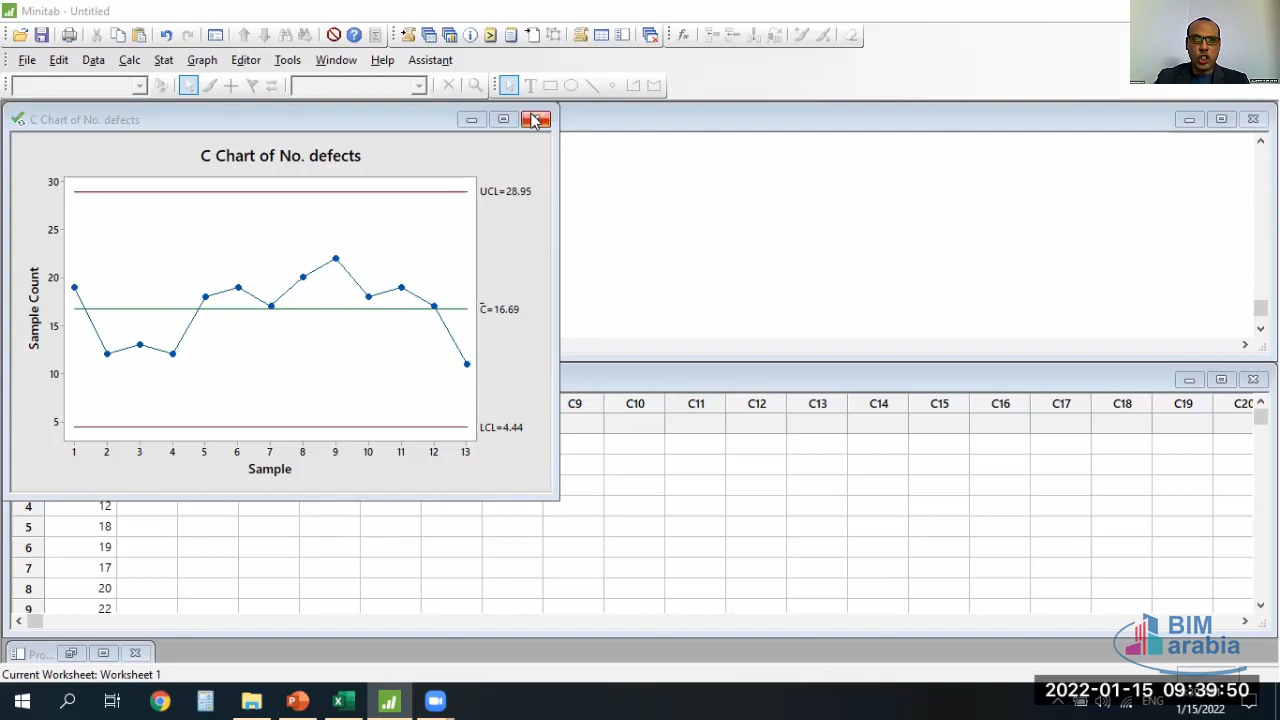 Minitab - Untitled
File Edit Data Calc Stat Graph Editor Tools Window Help Assistant
C Chart of No. defects
C Chart of No. defects
30
25
20
15
10
5
Sample Count
UCL=28.95
C̄=16.69
LCL=4.44
1 2 3 4 5 6 7 8 9 10 11 12 13
Sample
C9 C10 C11 C12 C13 C14 C15 C16 C17 C18 C19 C20
4 12
5 18
6 19
7 17
8 20
9 22
Pro...
Current Worksheet: Worksheet 1
BIM
arabia
2022-01-15 09:39:50
ENG
1/15/2022